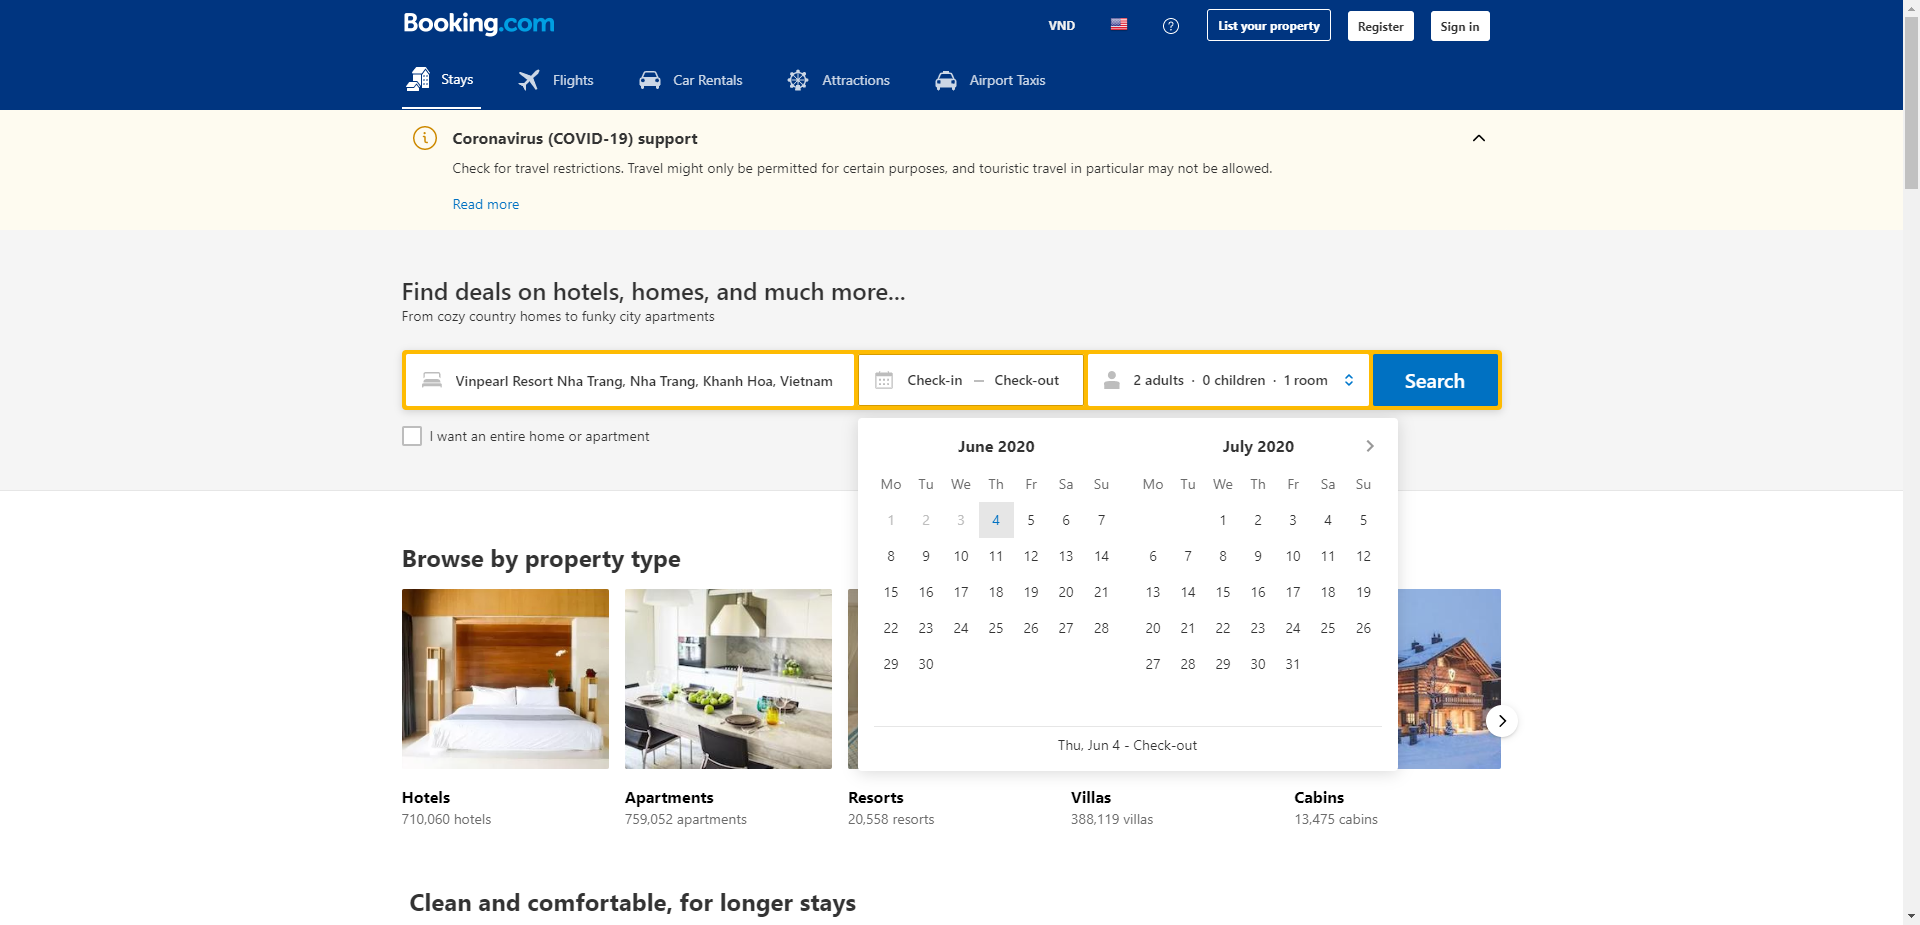 Booking.com
VND
List your property
Register
Sign in
Stays
Flights
Car Rentals
Attractions
Airport Taxis
Coronavirus (COVID-19) support
Check for travel restrictions. Travel might only be permitted for certain purposes, and touristic travel in particular may not be allowed.
Read more
Find deals on hotels, homes, and much more...
From cozy country homes to funky city apartments
Vinpearl Resort Nha Trang, Nha Trang, Khanh Hoa, Vietnam
Check-in — Check-out
2 adults · 0 children · 1 room
Search
I want an entire home or apartment
June 2020
Mo Tu We Th Fr Sa Su
1 2 3 4 5 6 7
8 9 10 11 12 13 14
15 16 17 18 19 20 21
22 23 24 25 26 27 28
29 30
July 2020
Mo Tu We Th Fr Sa Su
1 2 3 4 5
6 7 8 9 10 11 12
13 14 15 16 17 18 19
20 21 22 23 24 25 26
27 28 29 30 31
Thu, Jun 4 - Check-out
Browse by property type
Hotels
710,060 hotels
Apartments
759,052 apartments
Resorts
20,558 resorts
Villas
388,119 villas
Cabins
13,475 cabins
Clean and comfortable, for longer stays